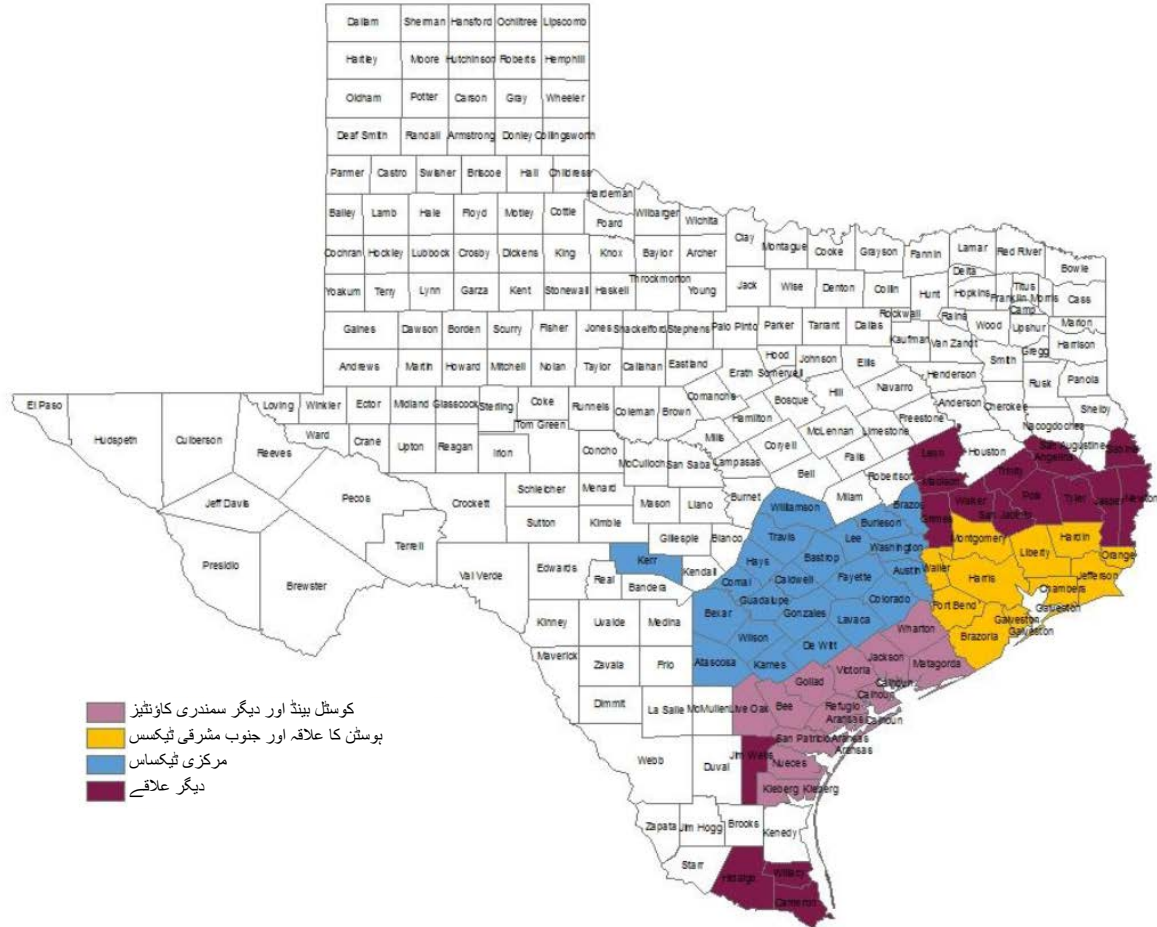 Dallam Sherman Hansford Ochiltree Lipscomb
Hartley Moore Hutchinson Roberts Hemphill
Oldham Potter Carson Gray Wheeler
Deaf Smith Randall Armstrong Donley Collingsworth
Parmer Castro Swisher Briscoe Hall Childress
Hardeman
Bailey Lamb Hale Floyd Motley Cottle Foard Wilbarger Wichita
Clay Montague Cooke Grayson Fannin Lamar Red River Bowie
Cochran Hockley Lubbock Crosby Dickens King Knox Baylor Archer
Delta Titus
Throckmorton
Yoakum Terry Lynn Garza Kent Stonewall Haskell Young Jack Wise Denton Collin Hunt Hopkins Franklin Morris Cass
Rockwall Rains Camp
Gaines Dawson Borden Scurry Fisher Jones Shackelford Stephens Palo Pinto Parker Tarrant Dallas Kaufman Van Zandt Wood Upshur Marion
Gregg Harrison
Andrews Martin Howard Mitchell Nolan Taylor Callahan Eastland Erath Hood Somervell Johnson Ellis Henderson Smith Rusk Panola
El Paso Hudspeth Culberson Loving Winkler Ector Midland Glasscock Sterling Coke Runnels Coleman Brown Comanche Bosque Hill Navarro Anderson Cherokee Shelby
Hamilton Freestone Nacogdoches
Reeves Ward Crane Upton Reagan Irion Tom Green Concho McCulloch San Saba Mills Lampasas Coryell McLennan Limestone Leon Houston San Augustine Sabine
Angelina
Falls Bell Robertson Madison Trinity
Jeff Davis Pecos Crockett Schleicher Menard Mason Llano Burnet Milam Brazos Grimes Walker Polk Tyler Jasper Newton
San Jacinto
Williamson Burleson
Sutton Kimble Gillespie Blanco Travis Lee Washington Montgomery Hardin
Presidio Brewster Terrell Val Verde Edwards Kerr Kendall Hays Bastrop Austin Waller Liberty Orange
Real Bandera Comal Caldwell Fayette Harris Jefferson
Guadalupe Colorado Chambers
Kinney Uvalde Medina Bexar Gonzales Lavaca Fort Bend Galveston
Galveston
Galveston
Wilson Wharton Brazoria
Maverick Zavala Frio Atascosa Karnes De Witt Jackson Matagorda
Victoria
Goliad Calhoun
Dimmit La Salle McMullen Live Oak Bee Refugio Calhoun
Aransas Calhoun
San Patricio Aransas
Aransas
Webb Duval Jim Wells Nueces
Kleberg Kleberg
Zapata Jim Hogg Brooks Kenedy
Starr Hidalgo Willacy
Cameron
کوسٹل بینڈ اور دیگر سمندری کاؤنٹیز
ہوسٹن کا علاقہ اور جنوب مشرقی ٹیکسس
مرکزی ٹیکساس
دیگر علاقے